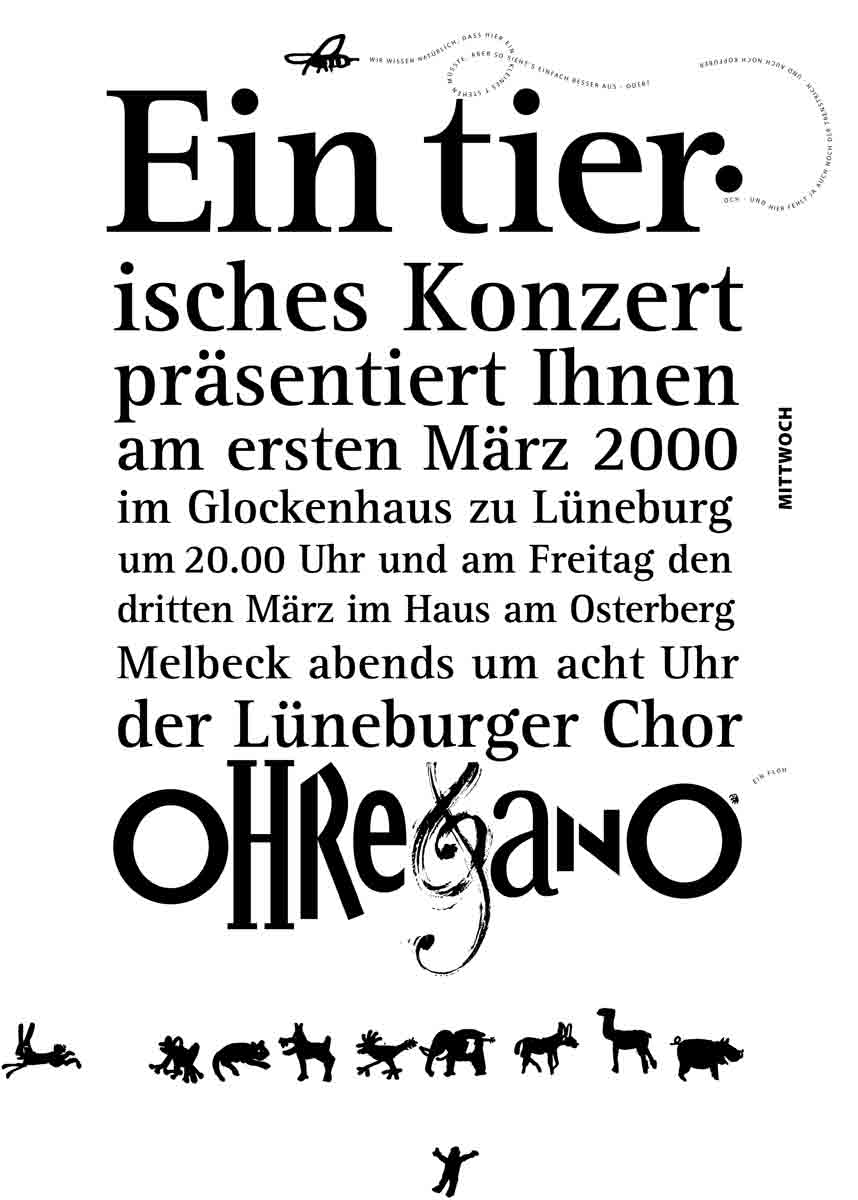 WIR WISSEN NATÜRLICH, DASS HIER EIN KLEINES T STEHEN MÜSSTE, ABER SO SIEHT'S EINFACH BESSER AUS - ODER?
Ein tier.
OCH - UND HIER FEHLT JA AUCH NOCH DER TRENNSTRICH - UND AUCH NOCH KOPFÜBER
isches Konzert
präsentiert Ihnen
am ersten März 2000
MITTWOCH
im Glockenhaus zu Lüneburg
um 20.00 Uhr und am Freitag den
dritten März im Haus am Osterberg
Melbeck abends um acht Uhr
der Lüneburger Chor
EIN FLOH
OHReGaNO